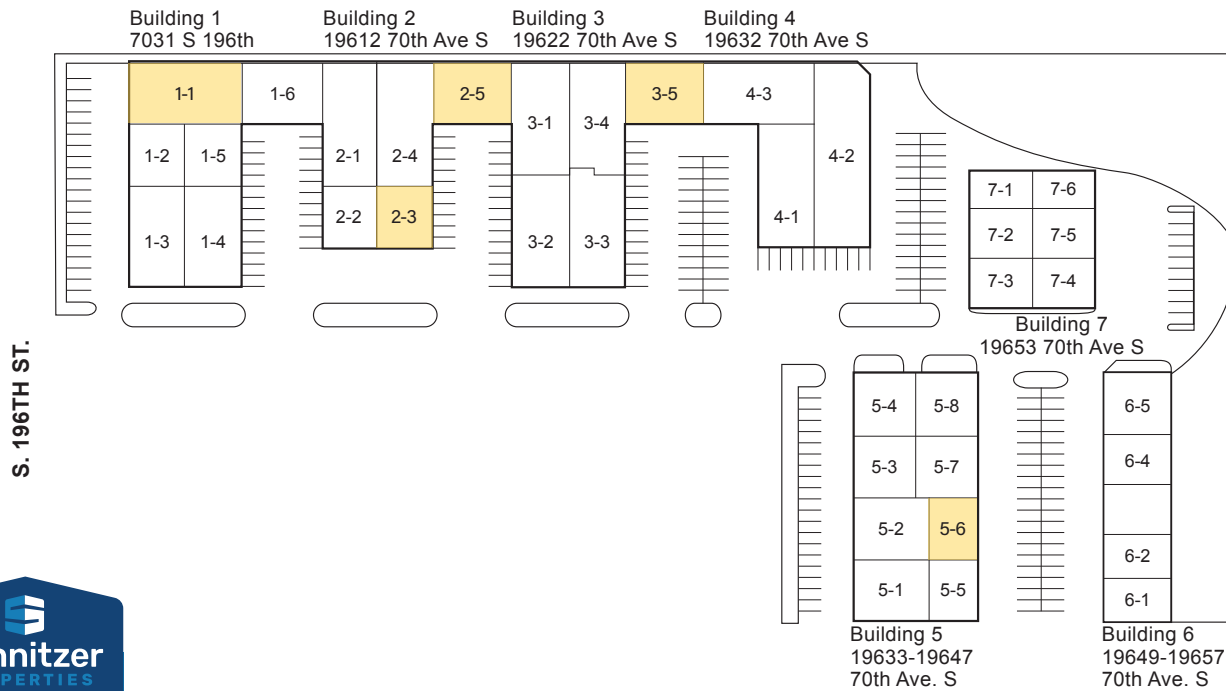 Building 1
7031 S 196th
Building 2
19612 70th Ave S
Building 3
19622 70th Ave S
Building 4
19632 70th Ave S
1-1
1-6
2-5
3-5
4-3
3-1
3-4
1-2
1-5
2-1
2-4
4-2
2-2
2-3
4-1
1-3
1-4
3-2
3-3
7-1
7-6
7-2
7-5
7-3
7-4
Building 7
19653 70th Ave S
S. 196TH ST.
5-4
5-8
5-3
5-7
5-2
5-6
5-1
5-5
6-5
6-4
6-2
6-1
Building 5
19633-19647
70th Ave. S
Building 6
19649-19657
70th Ave. S
nnitzer
PERTIES